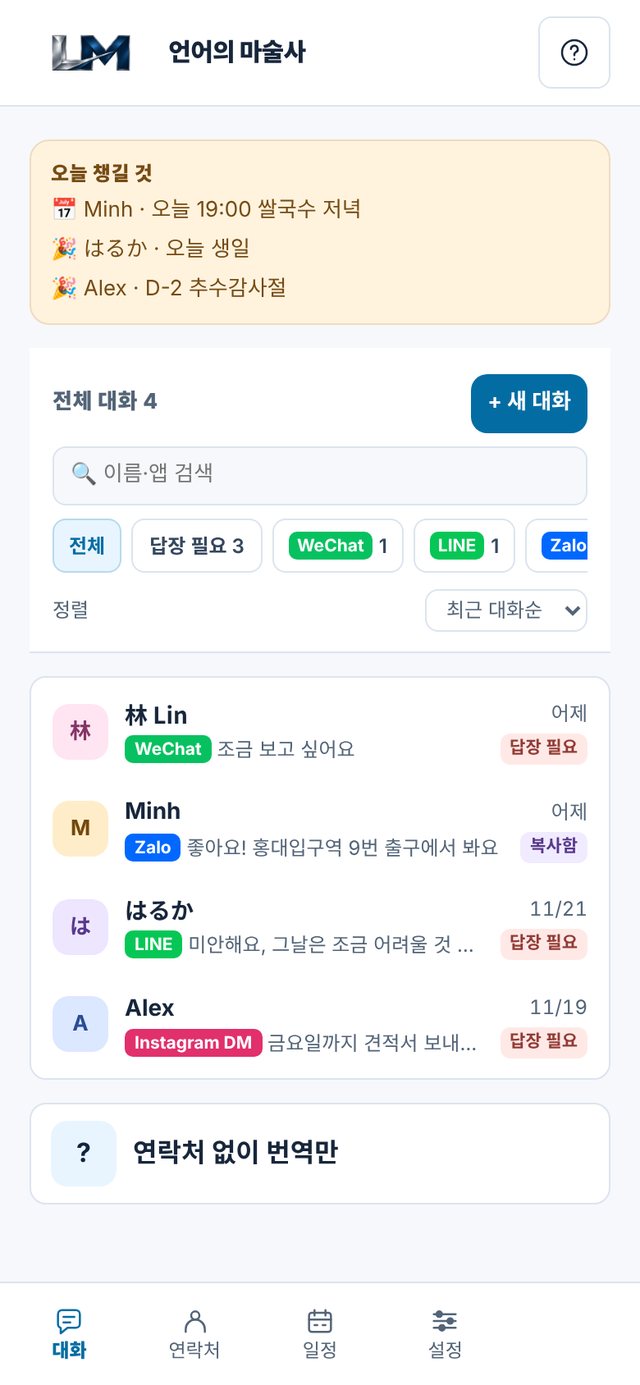 LM 언어의 마술사 ?
오늘 챙길 것
📅 Minh · 오늘 19:00 쌀국수 저녁
🎉 はるか · 오늘 생일
🎉 Alex · D-2 추수감사절
전체 대화 4 + 새 대화
🔍 이름·앱 검색
전체 답장 필요 3 WeChat 1 LINE 1 Zalo
정렬 최근 대화순
林 林 Lin 어제
WeChat 조금 보고 싶어요 답장 필요
M Minh 어제
Zalo 좋아요! 홍대입구역 9번 출구에서 봐요 복사함
は はるか 11/21
LINE 미안해요, 그날은 조금 어려울 것 ... 답장 필요
A Alex 11/19
Instagram DM 금요일까지 견적서 보내... 답장 필요
? 연락처 없이 번역만
대화 연락처 일정 설정